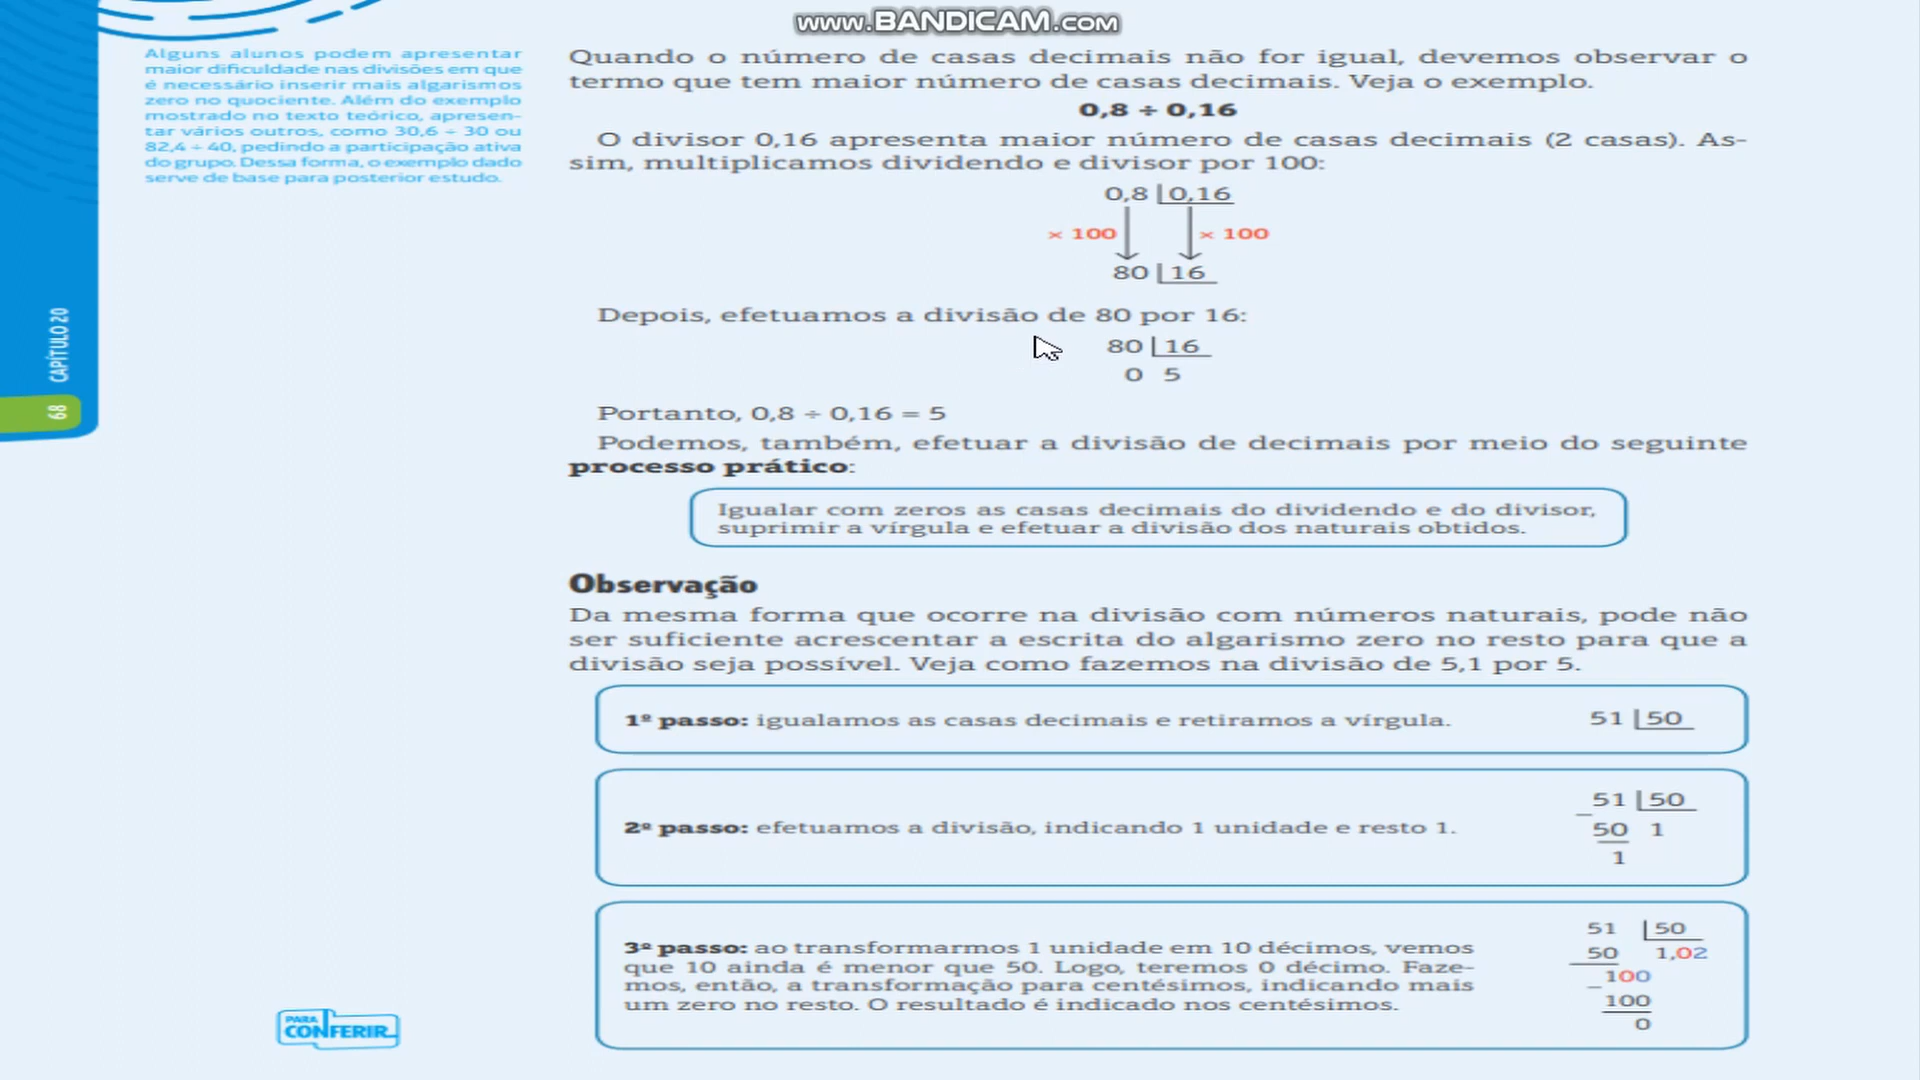 www.BANDICAM.com
Alguns alunos podem apresentar
maior dificuldade nas divisões em que
é necessário inserir mais algarismos
zero no quociente. Além do exemplo
mostrado no texto teórico, apresen-
tar vários outros, como 30,6 ÷ 30 ou
82,4 ÷ 40, pedindo a participação ativa
do grupo. Dessa forma, o exemplo dado
serve de base para posterior estudo.
CAPÍTULO 20
68
Quando o número de casas decimais não for igual, devemos observar o
termo que tem maior número de casas decimais. Veja o exemplo.
0,8 ÷ 0,16
O divisor 0,16 apresenta maior número de casas decimais (2 casas). As-
sim, multiplicamos dividendo e divisor por 100:
0,8 0,16
× 100 × 100
80 16
Depois, efetuamos a divisão de 80 por 16:
80 16
0 5
Portanto, 0,8 ÷ 0,16 = 5
Podemos, também, efetuar a divisão de decimais por meio do seguinte
processo prático:
Igualar com zeros as casas decimais do dividendo e do divisor,
suprimir a vírgula e efetuar a divisão dos naturais obtidos.
Observação
Da mesma forma que ocorre na divisão com números naturais, pode não
ser suficiente acrescentar a escrita do algarismo zero no resto para que a
divisão seja possível. Veja como fazemos na divisão de 5,1 por 5.
1º passo: igualamos as casas decimais e retiramos a vírgula.
51 50
2º passo: efetuamos a divisão, indicando 1 unidade e resto 1.
51 50
− 50 1
1
3º passo: ao transformarmos 1 unidade em 10 décimos, vemos
que 10 ainda é menor que 50. Logo, teremos 0 décimo. Faze-
mos, então, a transformação para centésimos, indicando mais
um zero no resto. O resultado é indicado nos centésimos.
51 50
50 1,02
100
− 100
0
PARA
CONFERIR